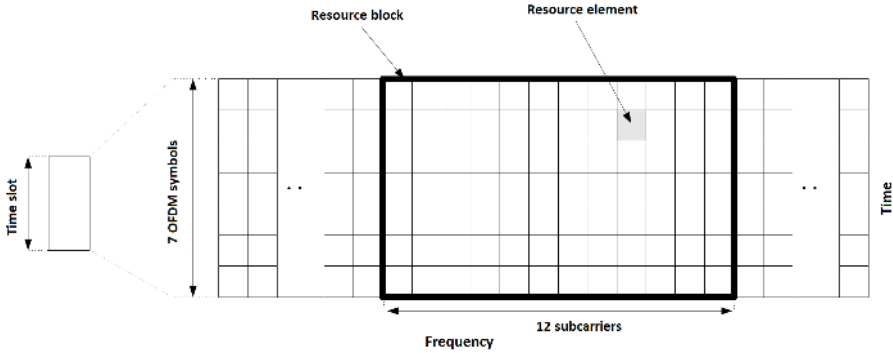 Resource block
Resource element
Time slot
7 OFDM symbols
. .
. .
Time
12 subcarriers
Frequency